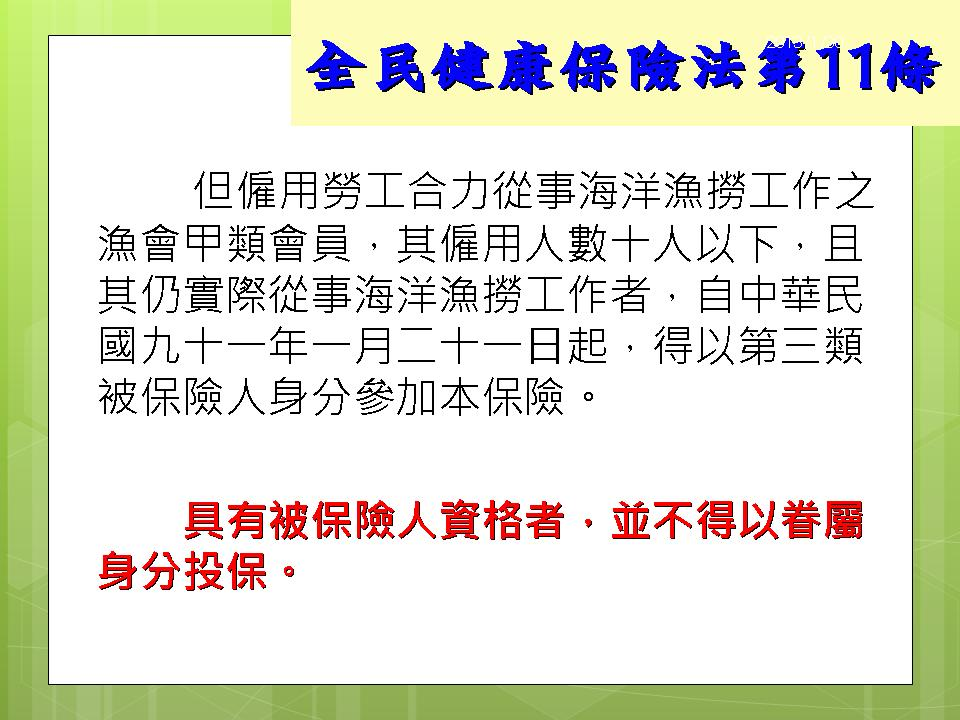 全民健康保險法第11條
但僱用勞工合力從事海洋漁撈工作之
漁會甲類會員，其僱用人數十人以下，且
其仍實際從事海洋漁撈工作者，自中華民
國九十一年一月二十一日起，得以第三類
被保險人身分參加本保險。
具有被保險人資格者，並不得以眷屬
身分投保。